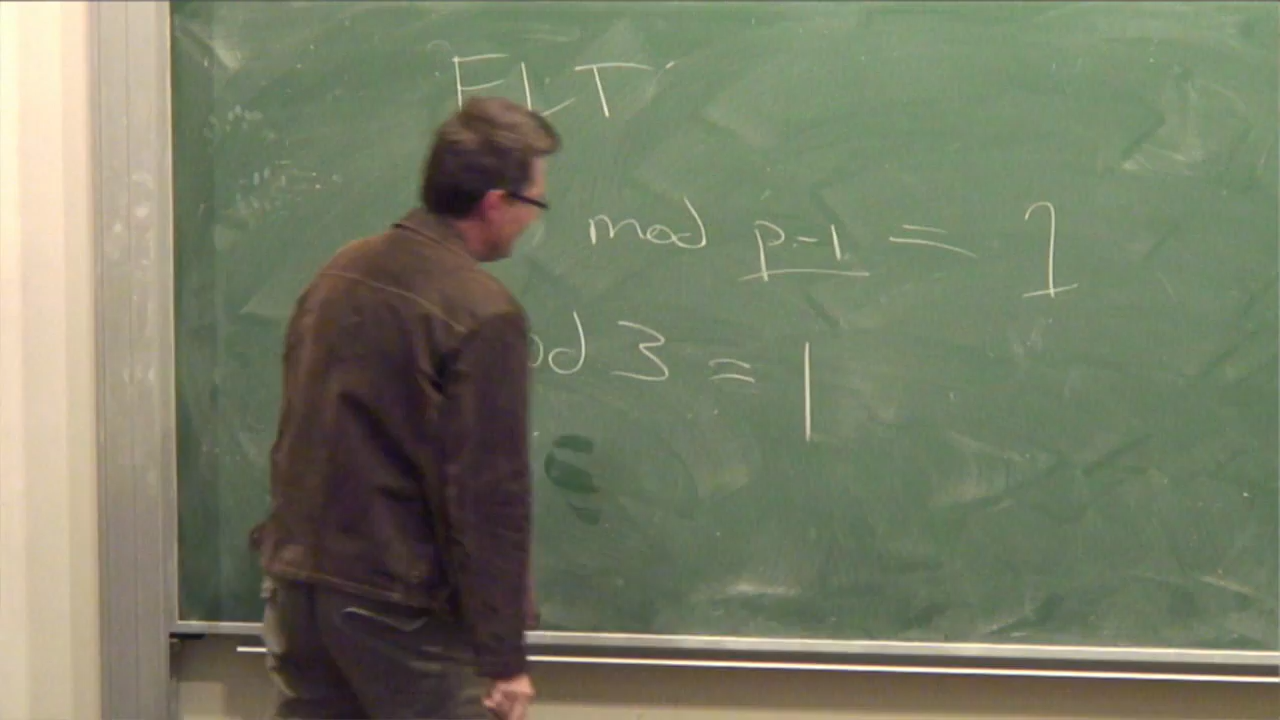 FLT
mod p-1 = 1
od 3 = 1